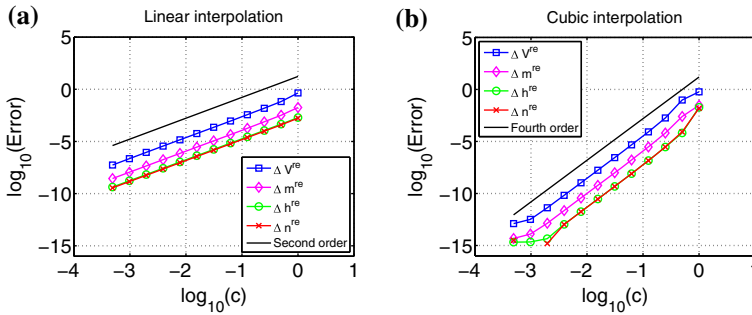 (a)
Linear interpolation
5
0
−5
−10
−15
log10(Error)
−4 −3 −2 −1 0 1
log10(c)
Δ V^re
Δ m^re
Δ h^re
Δ n^re
Second order
(b)
Cubic interpolation
5
0
−5
−10
−15
log10(Error)
−4 −3 −2 −1 0 1
log10(c)
Δ V^re
Δ m^re
Δ h^re
Δ n^re
Fourth order